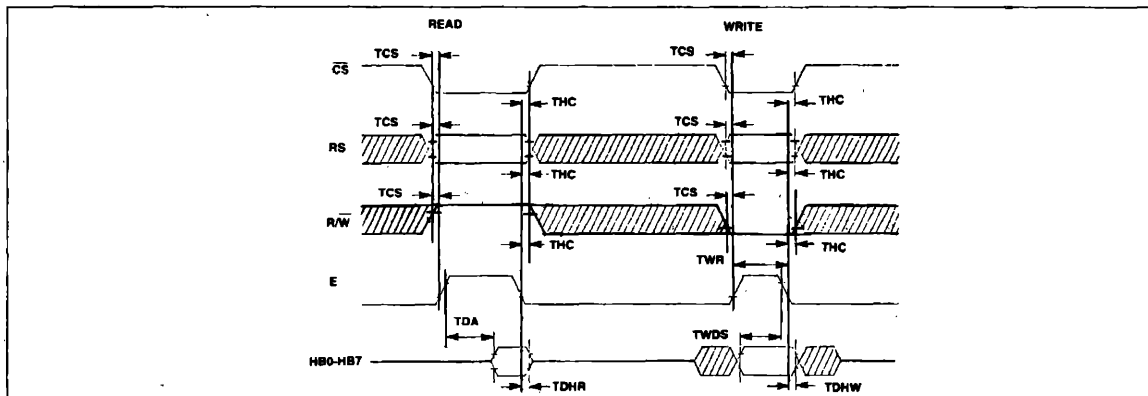 READ WRITE
TCS TCS
C̅S̅
THC THC
TCS TCS
RS
THC THC
TCS TCS
R/W̅
THC THC
TWR
E
TDA TWDS
HB0-HB7
TDHR TDHW